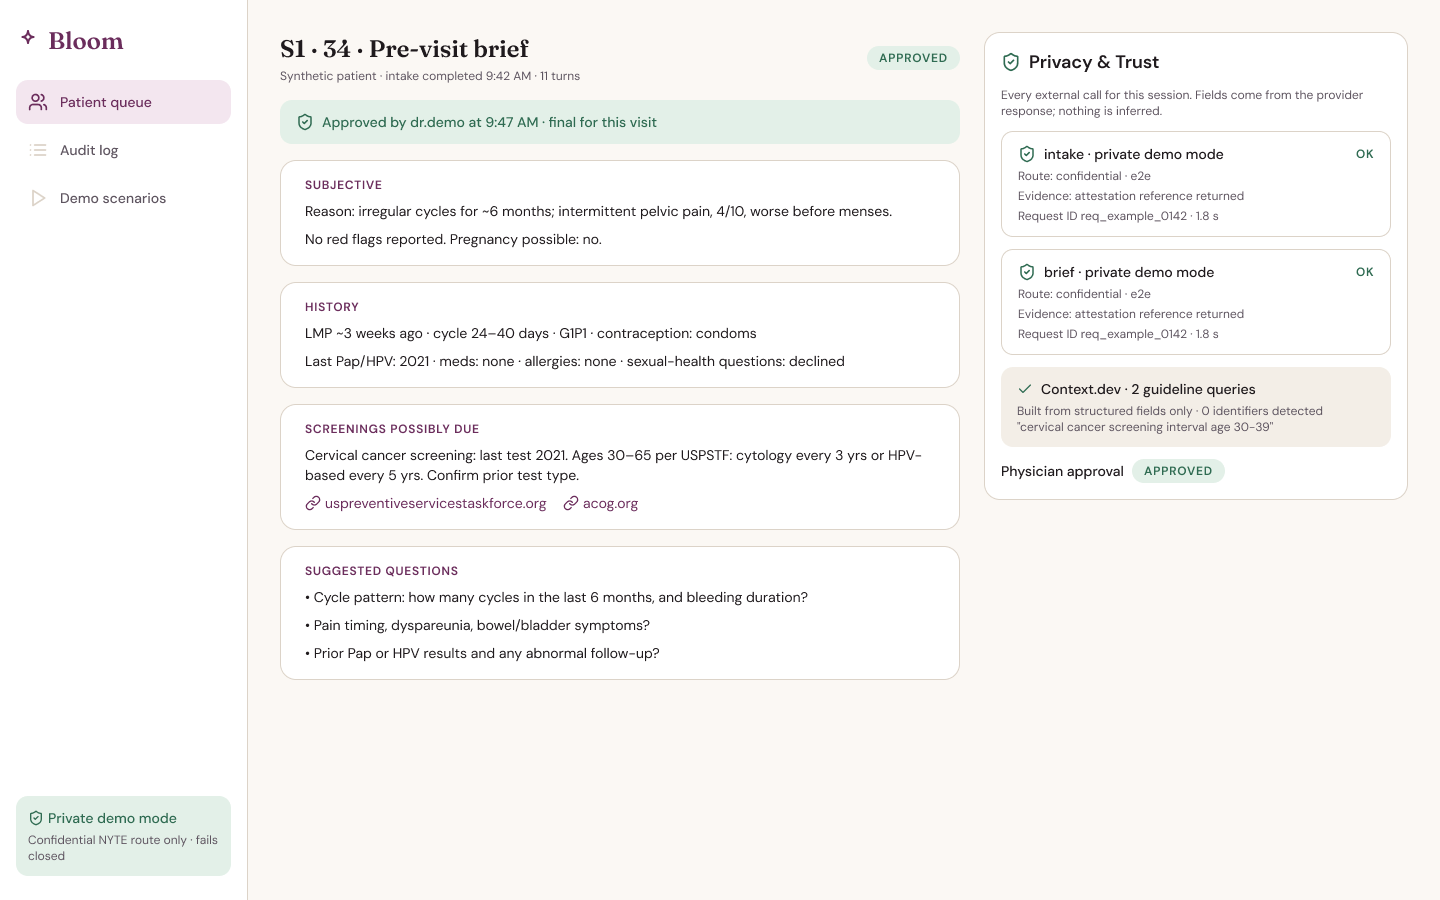 Bloom
Patient queue
Audit log
Demo scenarios
Private demo mode
Confidential NYTE route only · fails
closed
S1 · 34 · Pre-visit brief
Synthetic patient · intake completed 9:42 AM · 11 turns
APPROVED
Approved by dr.demo at 9:47 AM · final for this visit
SUBJECTIVE
Reason: irregular cycles for ~6 months; intermittent pelvic pain, 4/10, worse before menses.
No red flags reported. Pregnancy possible: no.
HISTORY
LMP ~3 weeks ago · cycle 24–40 days · G1P1 · contraception: condoms
Last Pap/HPV: 2021 · meds: none · allergies: none · sexual-health questions: declined
SCREENINGS POSSIBLY DUE
Cervical cancer screening: last test 2021. Ages 30–65 per USPSTF: cytology every 3 yrs or HPV-
based every 5 yrs. Confirm prior test type.
uspreventiveservicestaskforce.org acog.org
SUGGESTED QUESTIONS
• Cycle pattern: how many cycles in the last 6 months, and bleeding duration?
• Pain timing, dyspareunia, bowel/bladder symptoms?
• Prior Pap or HPV results and any abnormal follow-up?
Privacy & Trust
Every external call for this session. Fields come from the provider
response; nothing is inferred.
intake · private demo mode OK
Route: confidential · e2e
Evidence: attestation reference returned
Request ID req_example_0142 · 1.8 s
brief · private demo mode OK
Route: confidential · e2e
Evidence: attestation reference returned
Request ID req_example_0142 · 1.8 s
Context.dev · 2 guideline queries
Built from structured fields only · 0 identifiers detected
"cervical cancer screening interval age 30-39"
Physician approval APPROVED